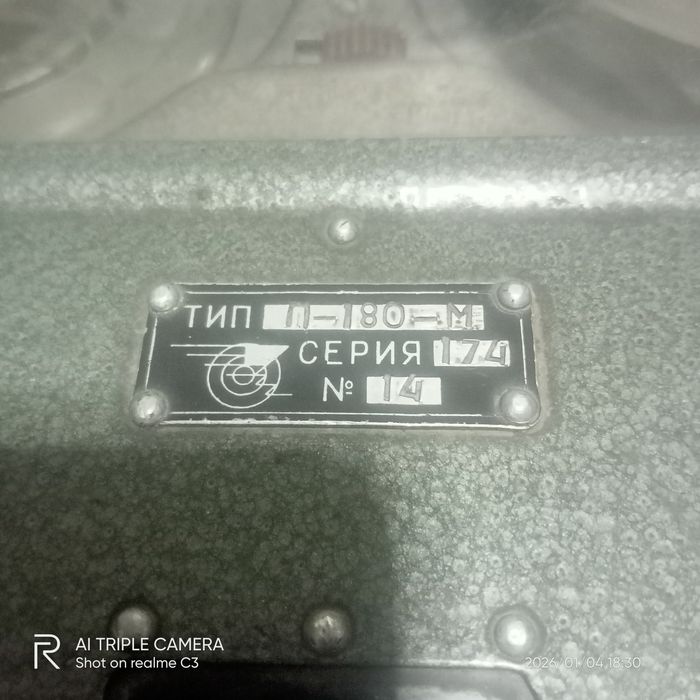 ТИП П-180-М
СЕРИЯ 174
№ 14
AI TRIPLE CAMERA
Shot on realme C3
2026/01/04 18:30